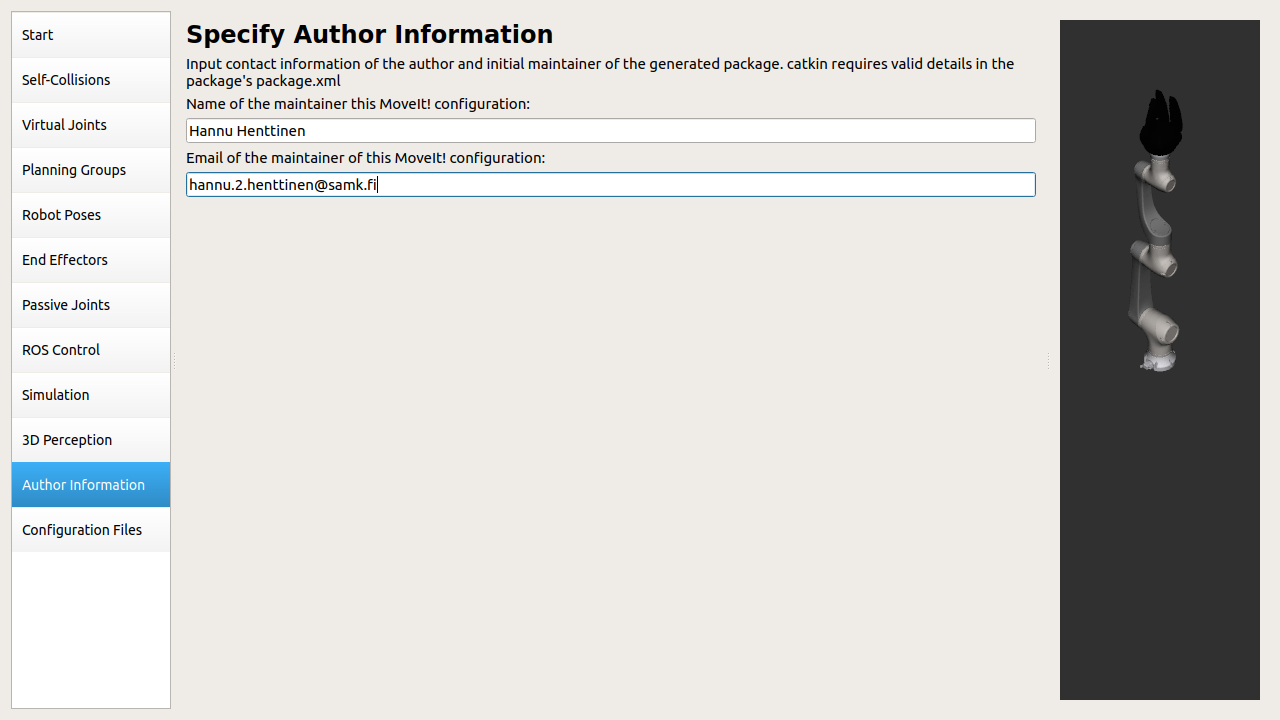 Start
Self-Collisions
Virtual Joints
Planning Groups
Robot Poses
End Effectors
Passive Joints
ROS Control
Simulation
3D Perception
Author Information
Configuration Files
Specify Author Information
Input contact information of the author and initial maintainer of the generated package. catkin requires valid details in the
package's package.xml
Name of the maintainer this MoveIt! configuration:
Hannu Henttinen
Email of the maintainer of this MoveIt! configuration:
hannu.2.henttinen@samk.fi